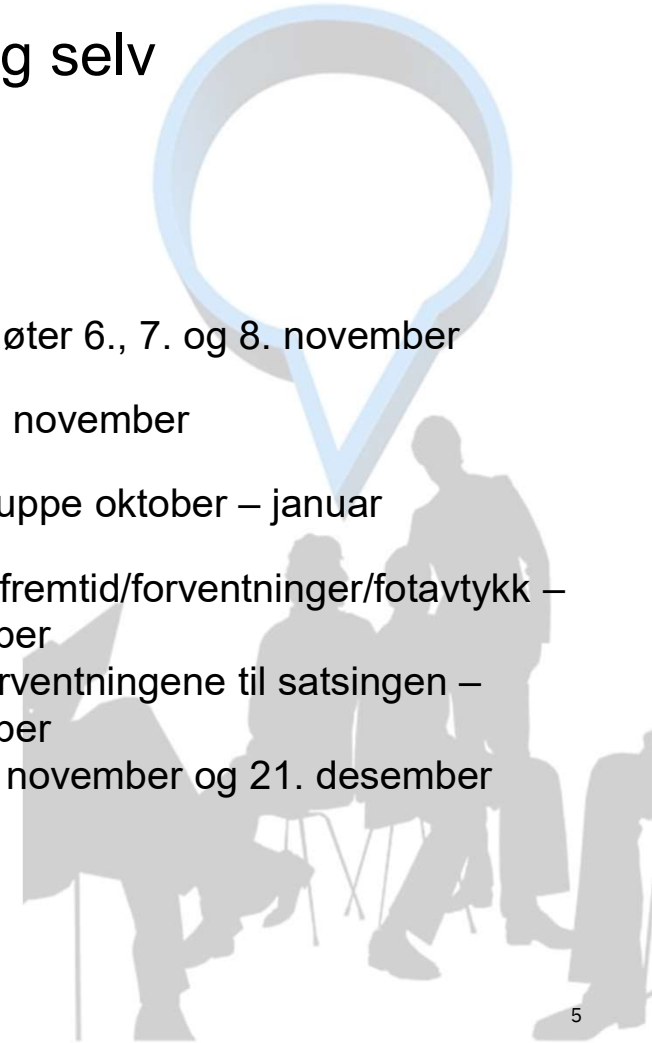 g selv
øter 6., 7. og 8. november
november
uppe oktober – januar
fremtid/forventninger/fotavtykk –
ber
rventningene til satsingen –
ber
november og 21. desember
5